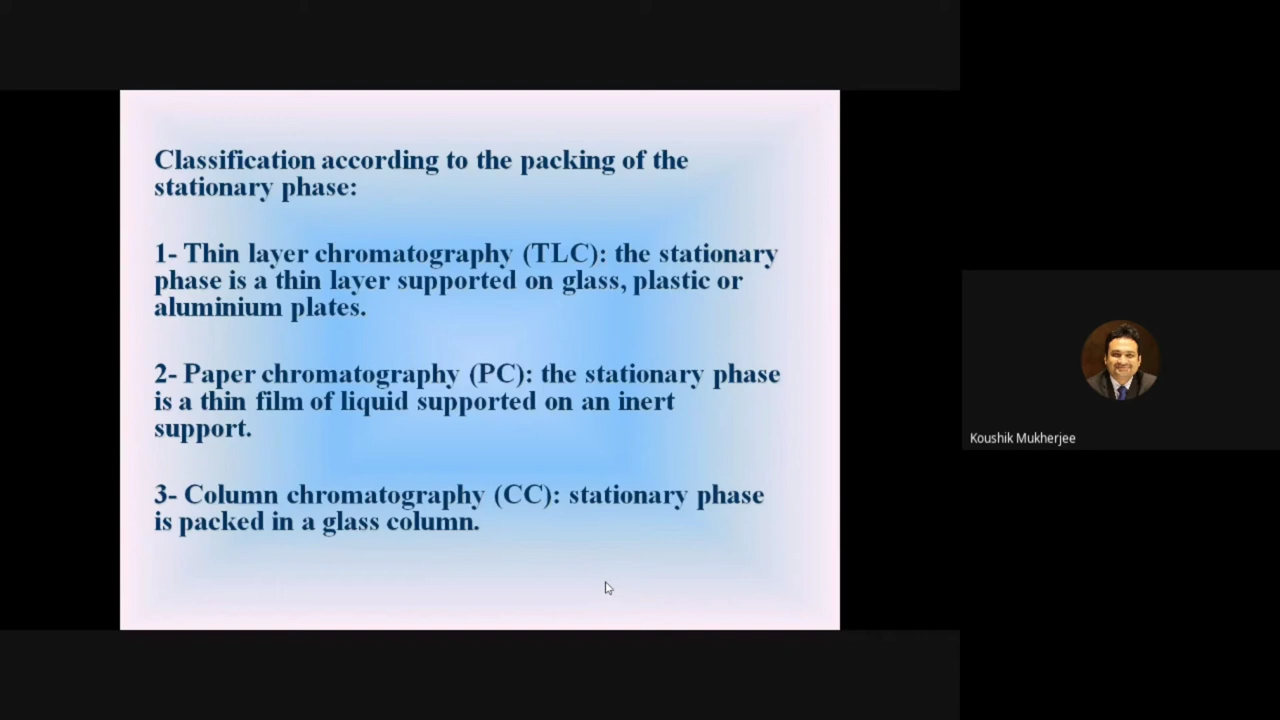 Classification according to the packing of the
stationary phase:
1- Thin layer chromatography (TLC): the stationary
phase is a thin layer supported on glass, plastic or
aluminium plates.
2- Paper chromatography (PC): the stationary phase
is a thin film of liquid supported on an inert
support.
3- Column chromatography (CC): stationary phase
is packed in a glass column.
Koushik Mukherjee